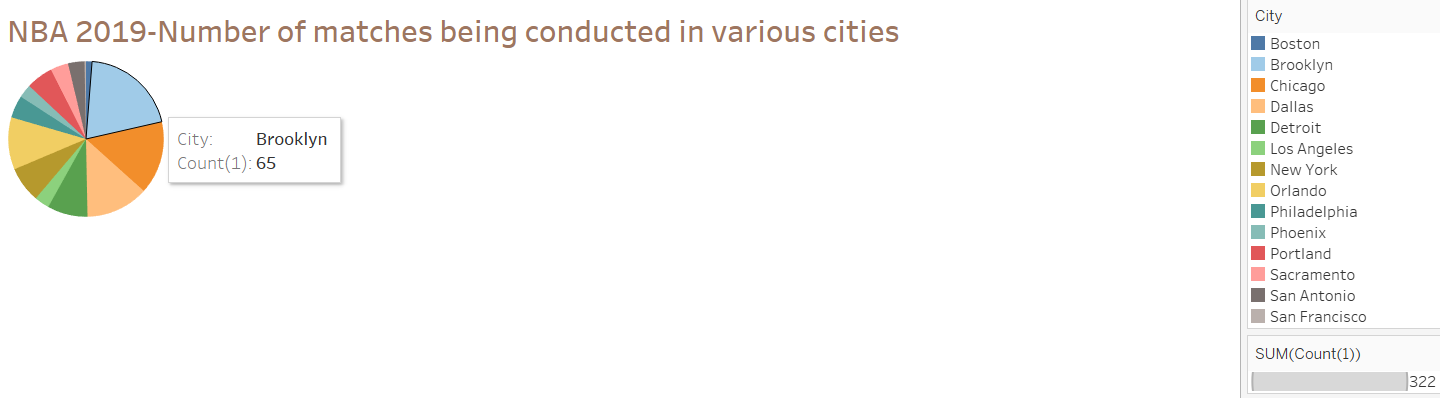 NBA 2019-Number of matches being conducted in various cities
City: Brooklyn
Count(1): 65
City
Boston
Brooklyn
Chicago
Dallas
Detroit
Los Angeles
New York
Orlando
Philadelphia
Phoenix
Portland
Sacramento
San Antonio
San Francisco
SUM(Count(1))
322